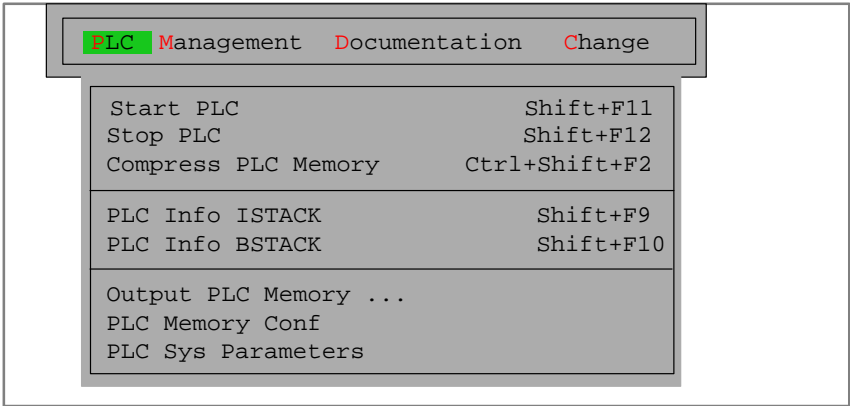 PLC Management Documentation Change
Start PLC Shift+F11
Stop PLC Shift+F12
Compress PLC Memory Ctrl+Shift+F2
PLC Info ISTACK Shift+F9
PLC Info BSTACK Shift+F10
Output PLC Memory ...
PLC Memory Conf
PLC Sys Parameters